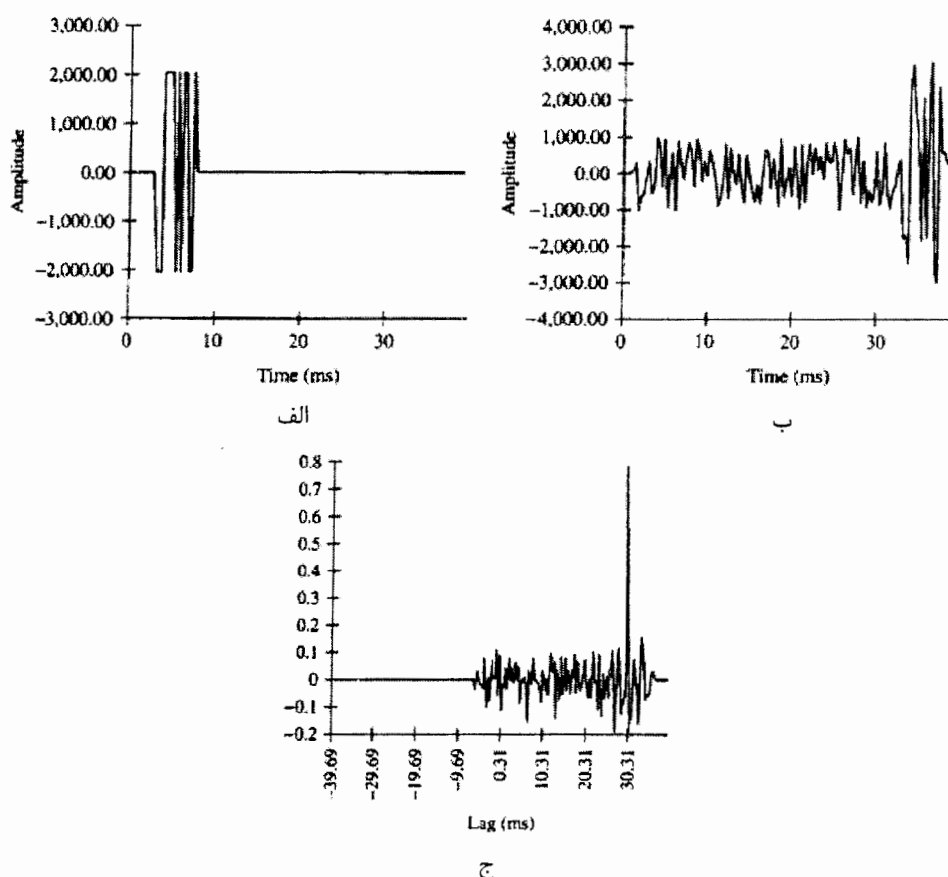 3,000.00
2,000.00
1,000.00
0.00
−1,000.00
−2,000.00
−3,000.00
Amplitude
0 10 20 30
Time (ms)
الف
4,000.00
3,000.00
2,000.00
1,000.00
0.00
−1,000.00
−2,000.00
−3,000.00
−4,000.00
Amplitude
0 10 20 30
Time (ms)
ب
0.8
0.7
0.6
0.5
0.4
0.3
0.2
0.1
0
−0.1
−0.2
−39.69 −29.69 −19.69 −9.69 0.31 10.31 20.31 30.31
Lag (ms)
ج